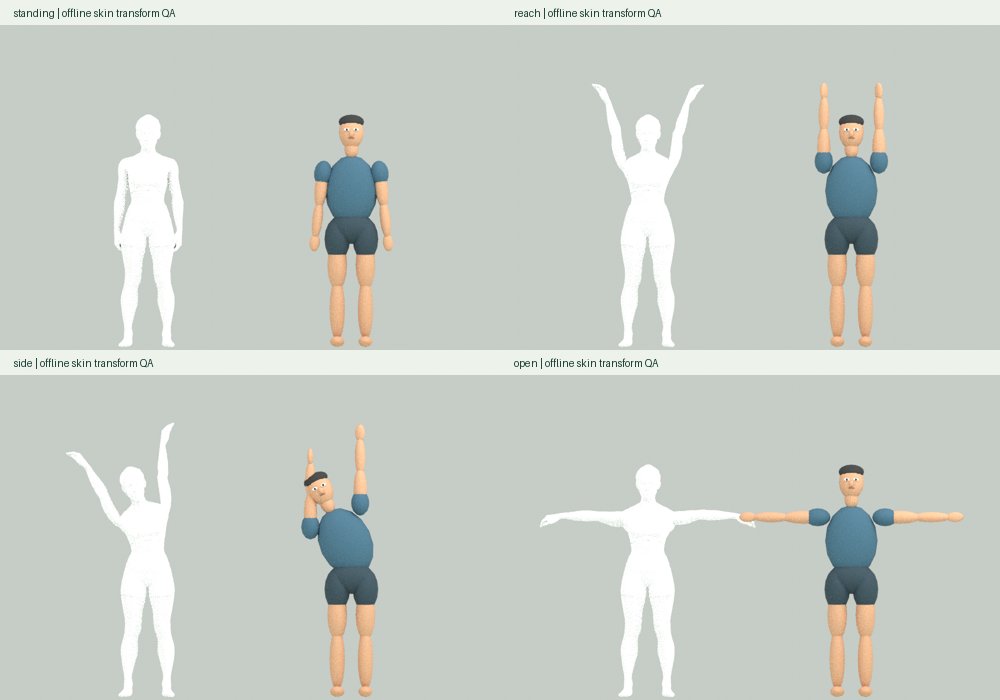 standing | offline skin transform QA
reach | offline skin transform QA
side | offline skin transform QA
open | offline skin transform QA